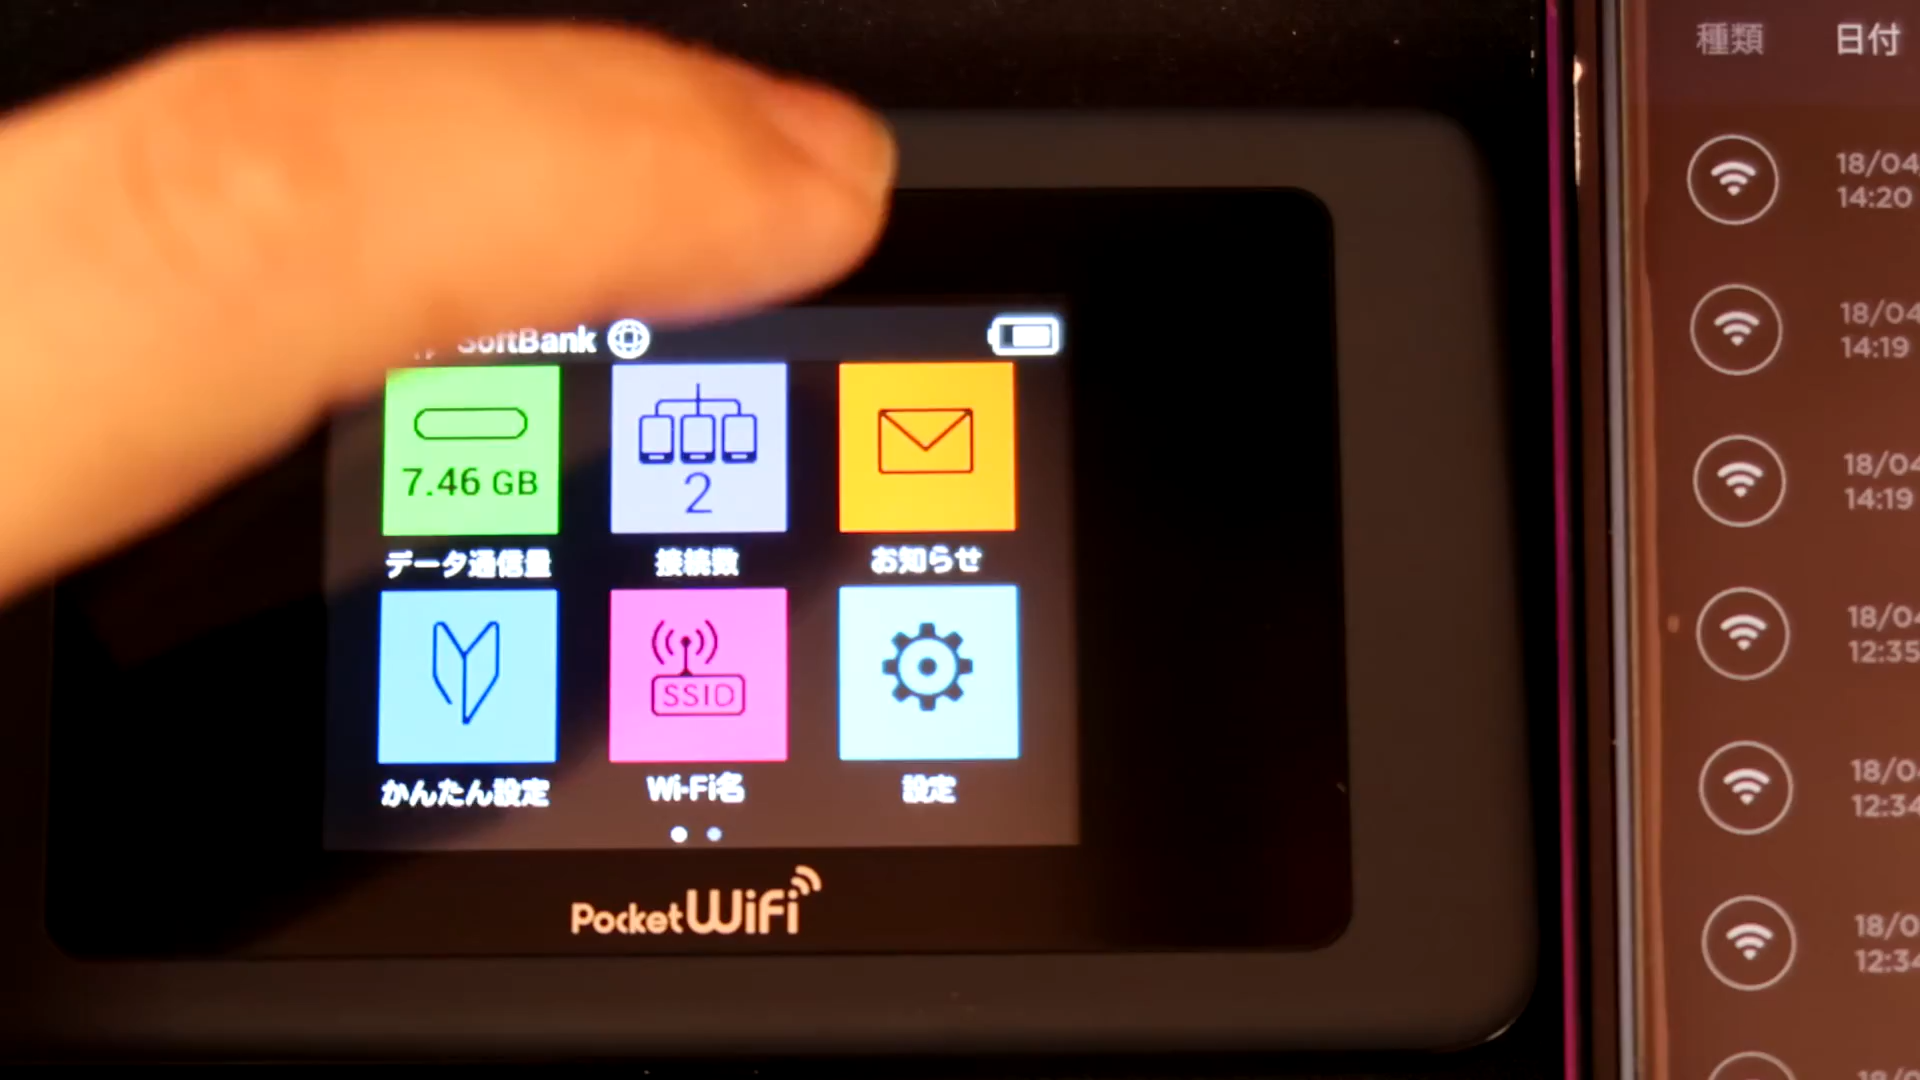 SoftBank
7.46 GB
2
データ通信量
接続数
お知らせ
SSID
かんたん設定
Wi-Fi名
設定
PocketWiFi
種類
日付
18/04
14:20
18/04
14:19
18/04
14:19
18/04
12:35
18/0
12:34
18/0
12:34
18/0